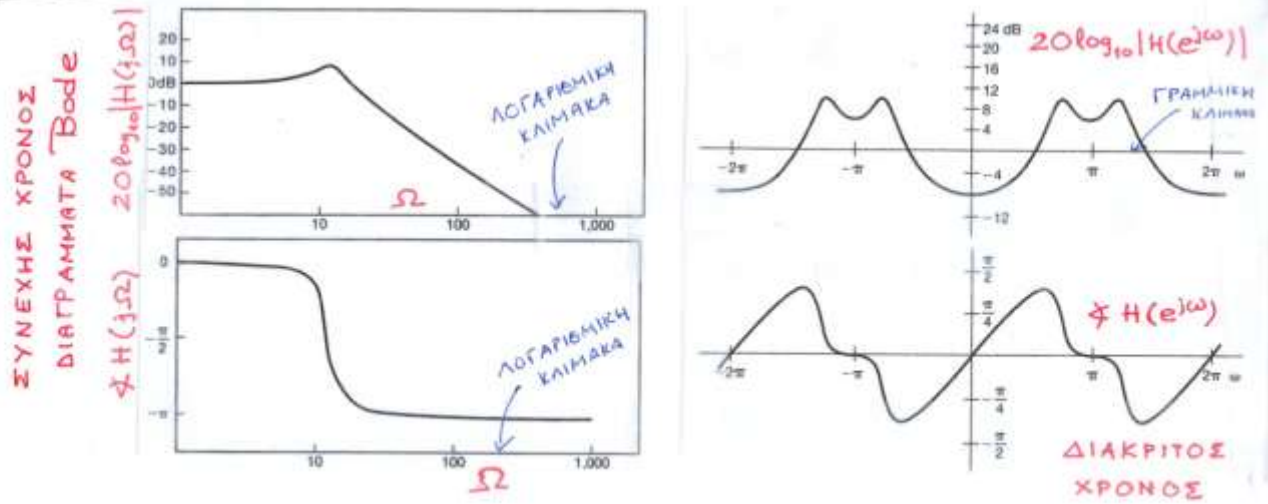 ΣΥΝΕΧΗΣ ΧΡΟΝΟΣ
ΔΙΑΓΡΑΜΜΑΤΑ Bode
20log₁₀|H(jΩ)|
20
10
0dB
-10
-20
-30
-40
-50
ΛΟΓΑΡΙΘΜΙΚΗ
ΚΛΙΜΑΚΑ
10
Ω
100
1,000
∢H(jΩ)
0
-π/2
-π
ΛΟΓΑΡΙΘΜΙΚΗ
ΚΛΙΜΑΚΑ
10
100
1,000
Ω
24 dB
20
16
12
8
4
-4
-12
20log₁₀|H(e^jω)|
ΓΡΑΜΜΙΚΗ
ΚΛΙΜΑΚΑ
-2π
-π
π
2π ω
π/2
π/4
-π/4
-π/2
∢ H(e^jω)
-2π
-π
π
2π ω
ΔΙΑΚΡΙΤΟΣ
ΧΡΟΝΟΣ